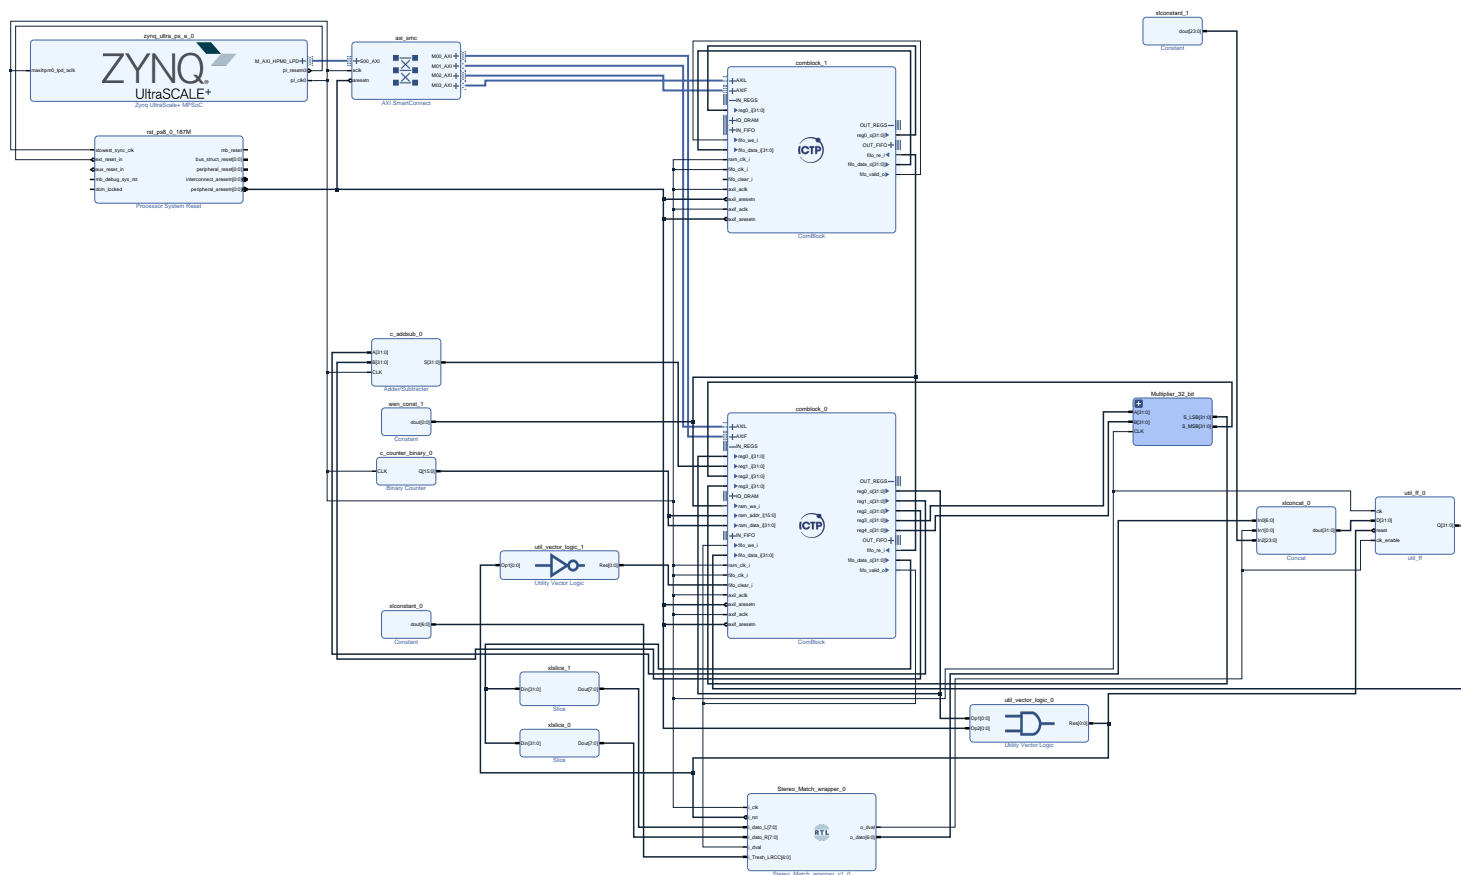 zynq_ultra_ps_e_0
maxihpm0_lpd_aclk
ZYNQ
UltraSCALE+
M_AXI_HPM0_LPD
pl_resetn0
pl_clk0
Zynq UltraScale+ MPSoC
axi_smc
S00_AXI
aclk
aresetn
M00_AXI
M01_AXI
M02_AXI
M03_AXI
AXI SmartConnect
rst_ps8_0_187M
slowest_sync_clk
ext_reset_in
aux_reset_in
mb_debug_sys_rst
dcm_locked
mb_reset
bus_struct_reset[0:0]
peripheral_reset[0:0]
interconnect_aresetn[0:0]
peripheral_aresetn[0:0]
Processor System Reset
comblock_1
AXIL
AXIF
IN_REGS
reg0_i[31:0]
IO_DRAM
IN_FIFO
fifo_we_i
fifo_data_i[31:0]
ram_clk_i
fifo_clk_i
fifo_clear_i
axil_aclk
axil_aresetn
axif_aclk
axif_aresetn
ICTP
OUT_REGS
reg0_o[31:0]
OUT_FIFO
fifo_re_i
fifo_data_o[31:0]
fifo_valid_o
ComBlock
xlconstant_1
dout[23:0]
Constant
c_addsub_0
A[31:0]
B[31:0]
CLK
S[31:0]
Adder/Subtracter
wen_const_1
dout[0:0]
Constant
c_counter_binary_0
CLK
Q[15:0]
Binary Counter
comblock_0
AXIL
AXIF
IN_REGS
reg0_i[31:0]
reg1_i[31:0]
reg2_i[31:0]
reg3_i[31:0]
IO_DRAM
ram_we_i
ram_addr_i[15:0]
ram_data_i[31:0]
IN_FIFO
fifo_we_i
fifo_data_i[31:0]
ram_clk_i
fifo_clk_i
fifo_clear_i
axil_aclk
axil_aresetn
axif_aclk
axif_aresetn
ICTP
OUT_REGS
reg0_o[31:0]
reg1_o[31:0]
reg2_o[31:0]
reg3_o[31:0]
reg4_o[31:0]
OUT_FIFO
fifo_re_i
fifo_data_o[31:0]
fifo_valid_o
ComBlock
Multiplier_32_bit
A[31:0]
B[31:0]
CLK
S_LSB[31:0]
S_MSB[31:0]
xlconcat_0
In0[6:0]
In1[0:0]
In2[23:0]
dout[31:0]
Concat
util_ff_0
clk
D[31:0]
reset
clk_enable
Q[31:0]
util_ff
util_vector_logic_1
Op1[0:0]
Res[0:0]
Utility Vector Logic
xlconstant_0
dout[6:0]
Constant
xlslice_1
Din[31:0]
Dout[7:0]
Slice
xlslice_0
Din[31:0]
Dout[7:0]
Slice
util_vector_logic_0
Op1[0:0]
Op2[0:0]
Res[0:0]
Utility Vector Logic
Stereo_Match_wrapper_0
i_clk
i_rst
i_dato_L[7:0]
i_dato_R[7:0]
i_dval
i_Tresh_LRCC[6:0]
RTL
o_dval
o_dato[6:0]
Stereo_Match_wrapper_v1_0